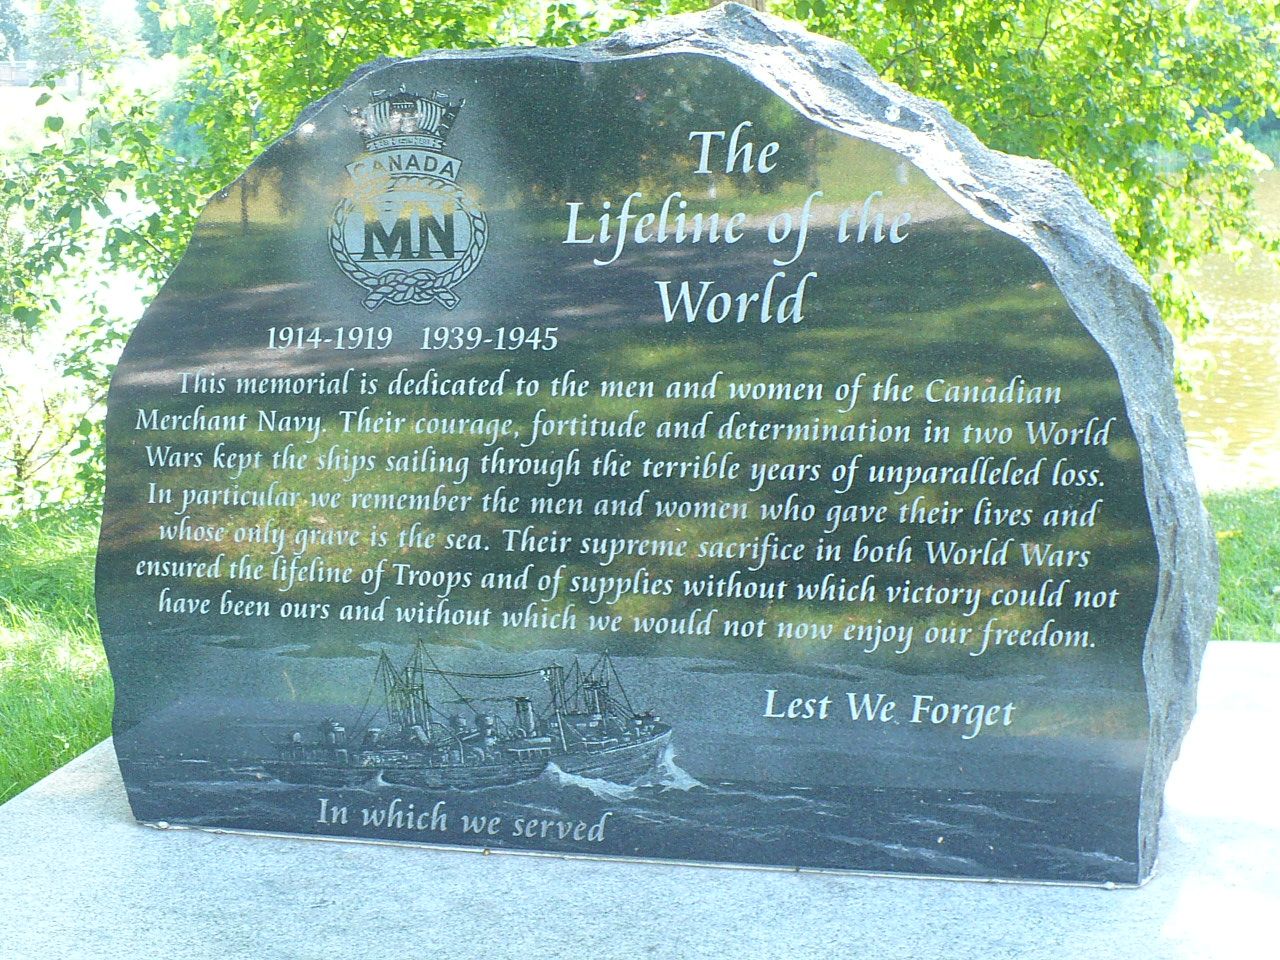 CANADA
MN
1914-1919 1939-1945
The
Lifeline of the
World
This memorial is dedicated to the men and women of the Canadian
Merchant Navy. Their courage, fortitude and determination in two World
Wars kept the ships sailing through the terrible years of unparalleled loss.
In particular we remember the men and women who gave their lives and
whose only grave is the sea. Their supreme sacrifice in both World Wars
ensured the lifeline of Troops and of supplies without which victory could not
have been ours and without which we would not now enjoy our freedom.
Lest We Forget
In which we served